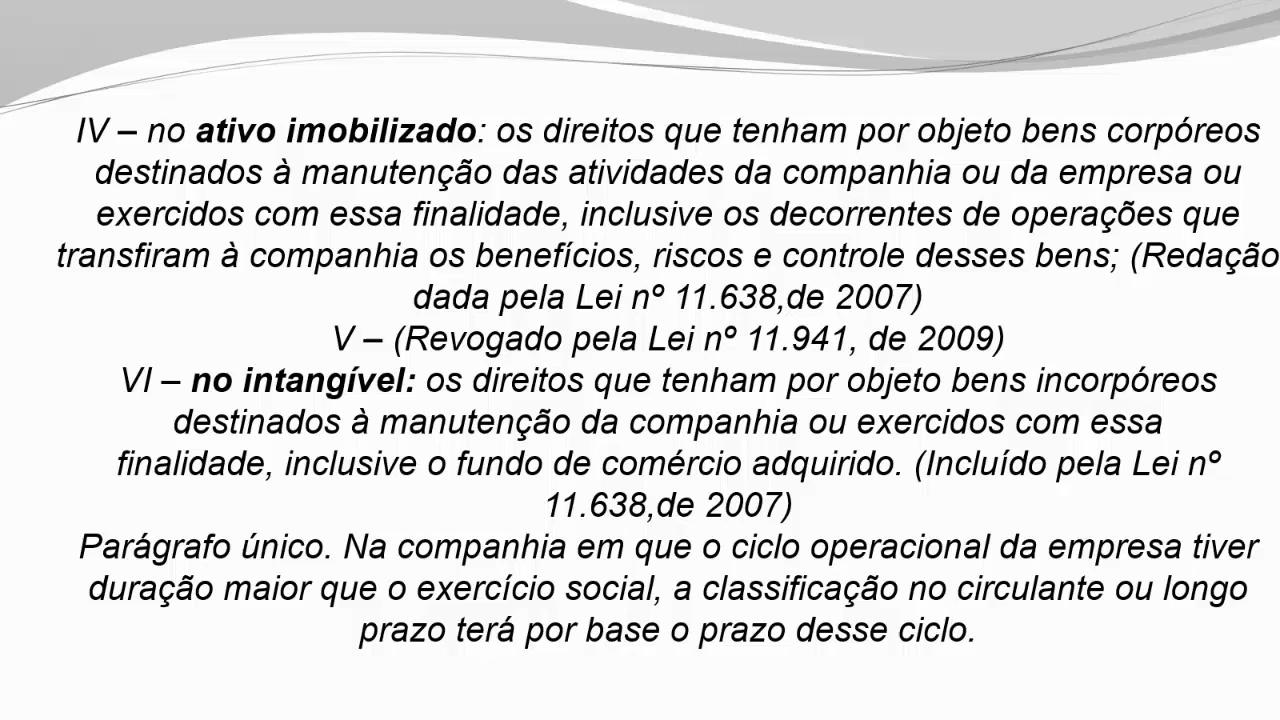 IV – no ativo imobilizado: os direitos que tenham por objeto bens corpóreos
destinados à manutenção das atividades da companhia ou da empresa ou
exercidos com essa finalidade, inclusive os decorrentes de operações que
transfiram à companhia os benefícios, riscos e controle desses bens; (Redação
dada pela Lei nº 11.638,de 2007)
V – (Revogado pela Lei nº 11.941, de 2009)
VI – no intangível: os direitos que tenham por objeto bens incorpóreos
destinados à manutenção da companhia ou exercidos com essa
finalidade, inclusive o fundo de comércio adquirido. (Incluído pela Lei nº
11.638,de 2007)
Parágrafo único. Na companhia em que o ciclo operacional da empresa tiver
duração maior que o exercício social, a classificação no circulante ou longo
prazo terá por base o prazo desse ciclo.